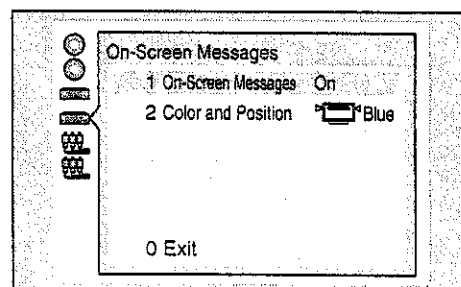 On-Screen Messages
1 On-Screen Messages On
2 Color and Position Blue
0 Exit